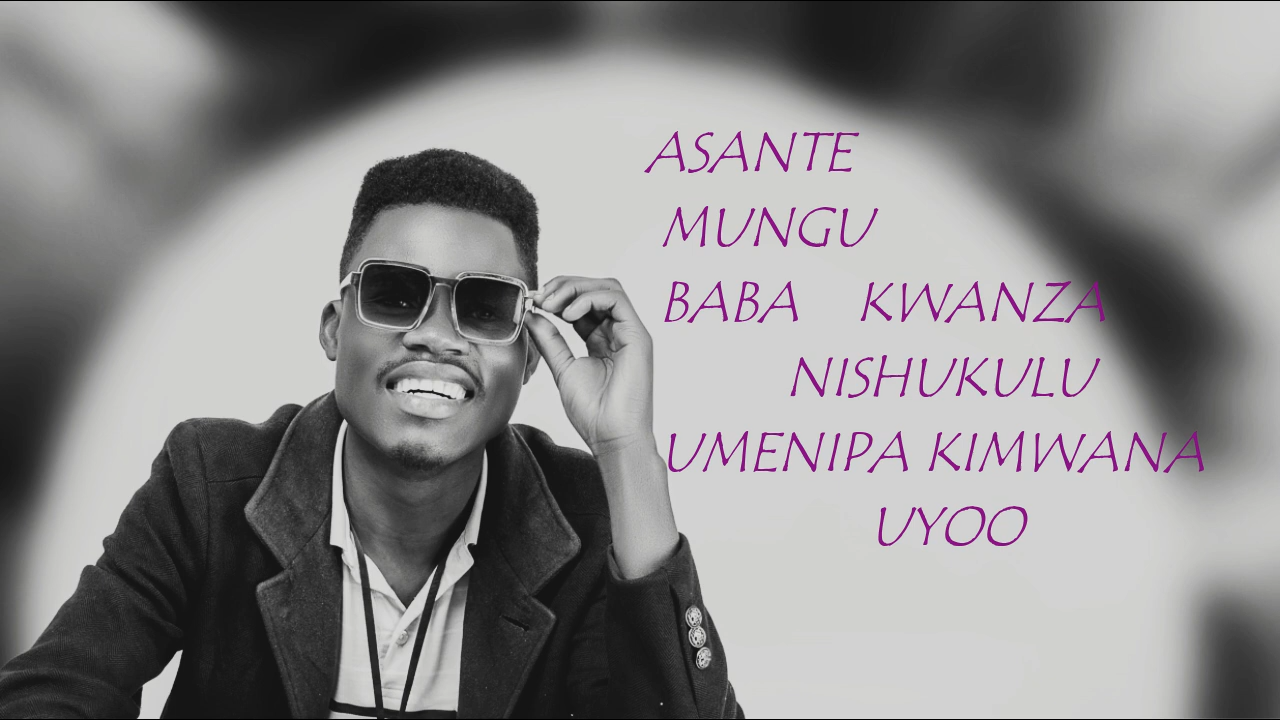 ASANTE
MUNGU
BABA KWANZA
NISHUKULU
UMENIPA KIMWANA
UYOO